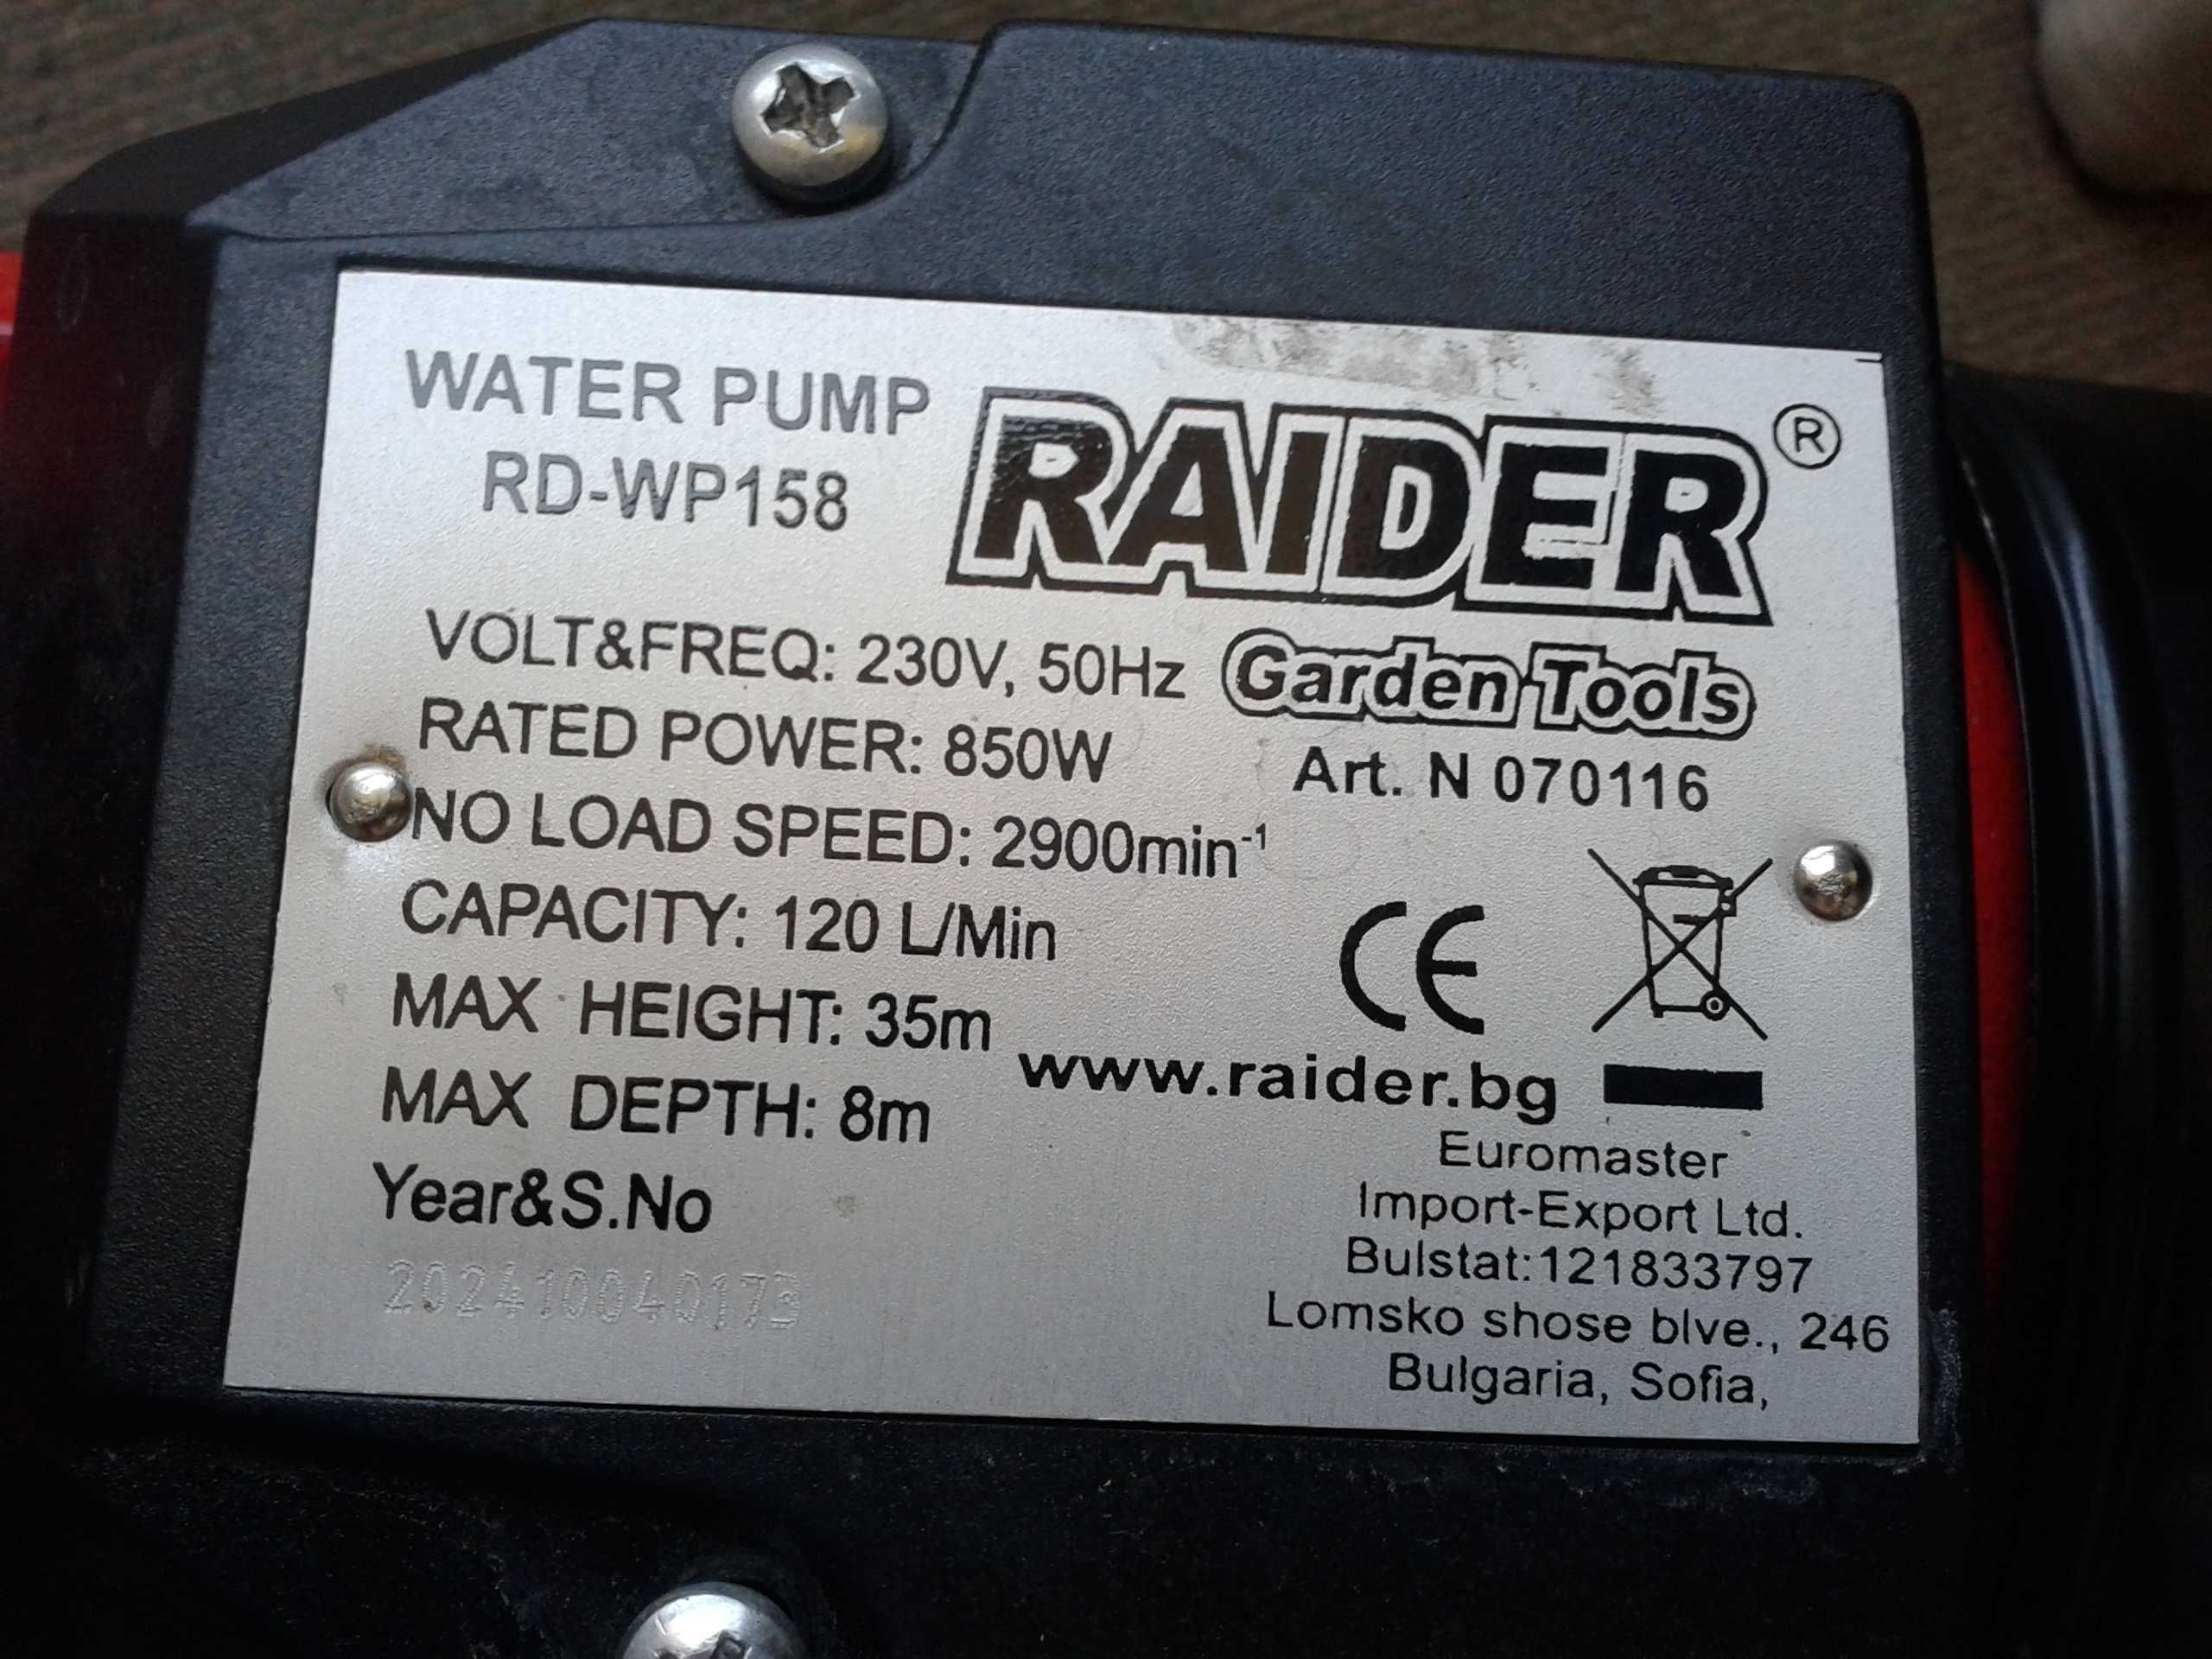 WATER PUMP
RD-WP158
RAIDER ®
Garden Tools
VOLT&FREQ: 230V, 50Hz
RATED POWER: 850W
Art. N 070116
NO LOAD SPEED: 2900min⁻¹
CAPACITY: 120 L/Min
CE
MAX HEIGHT: 35m
www.raider.bg
MAX DEPTH: 8m
Year&S.No
202410040173
Euromaster
Import-Export Ltd.
Bulstat:121833797
Lomsko shose blve., 246
Bulgaria, Sofia,